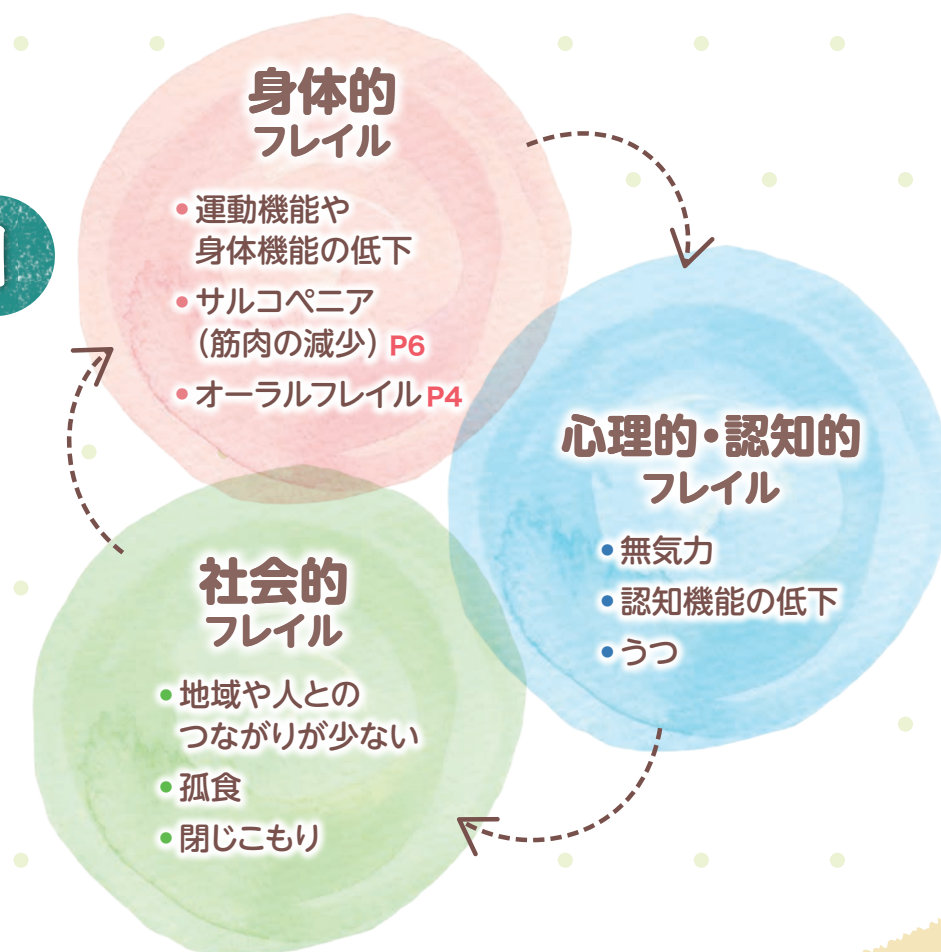 身体的
フレイル
•運動機能や
身体機能の低下
•サルコペニア
（筋肉の減少）P6
•オーラルフレイルP4
心理的・認知的
フレイル
•無気力
•認知機能の低下
•うつ
社会的
フレイル
•地域や人との
つながりが少ない
•孤食
•閉じこもり